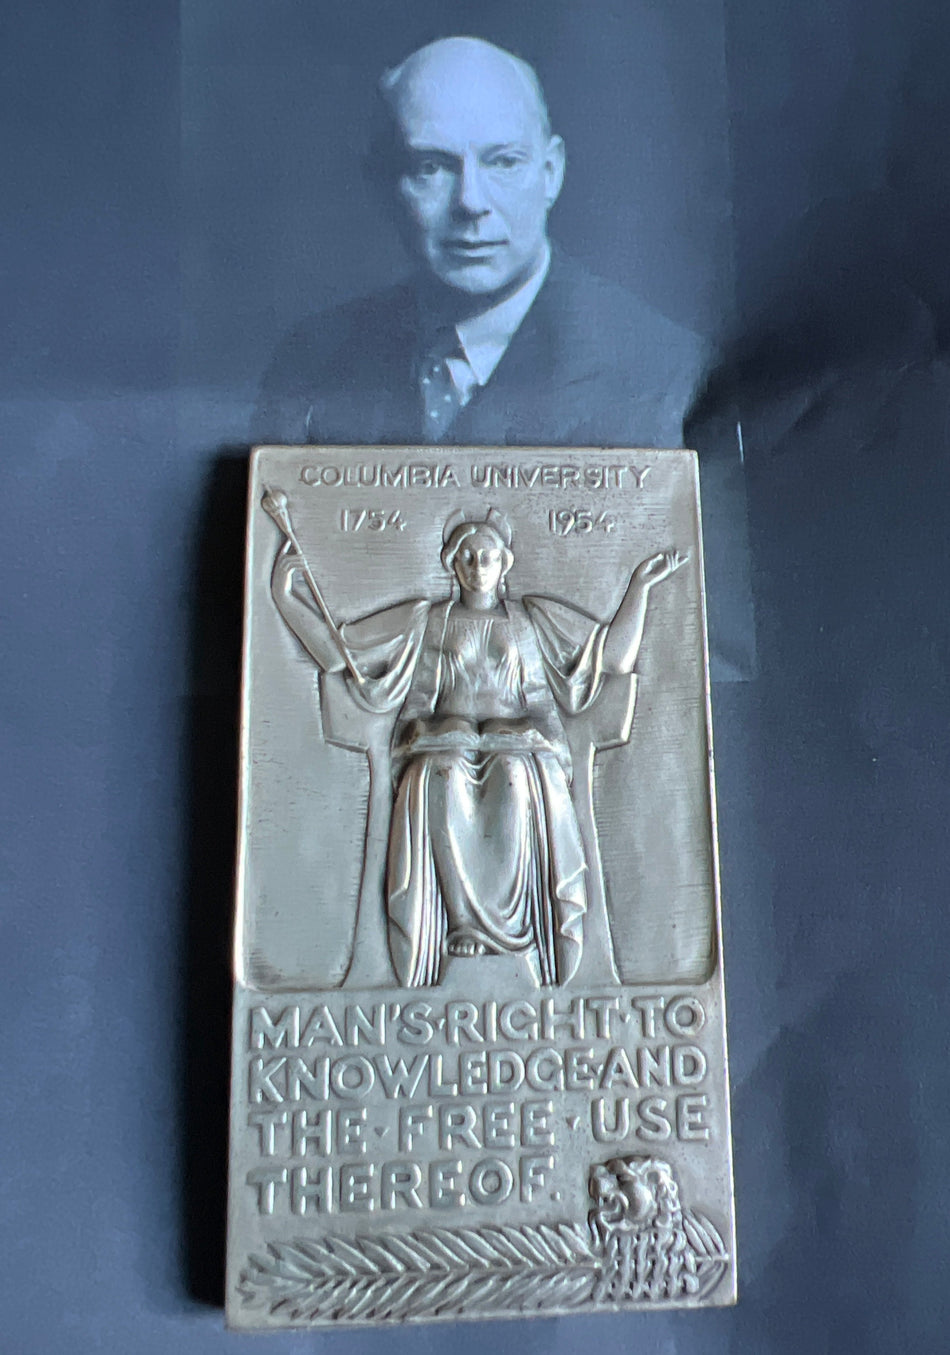 COLUMBIA UNIVERSITY
1754 1954
MAN'S·RIGHT·TO
KNOWLEDGE·AND
THE·FREE·USE
THEREOF.